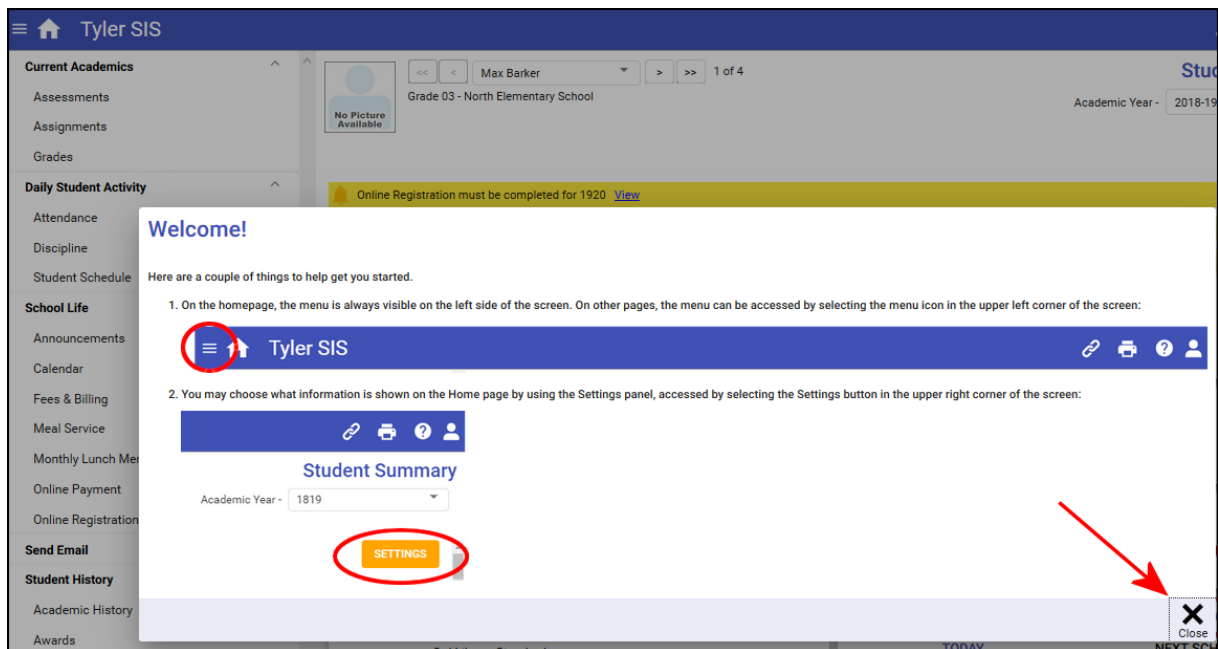 Tyler SIS
Current Academics
Assessments
Assignments
Grades
Daily Student Activity
Attendance
Discipline
Student Schedule
School Life
Announcements
Calendar
Fees & Billing
Meal Service
Monthly Lunch Me
Online Payment
Online Registration
Send Email
Student History
Academic History
Awards
No Picture
Available
<< < Max Barker > >> 1 of 4
Grade 03 - North Elementary School
Stu
Academic Year - 2018-19
Online Registration must be completed for 1920 View
Welcome!
Here are a couple of things to help get you started.
1. On the homepage, the menu is always visible on the left side of the screen. On other pages, the menu can be accessed by selecting the menu icon in the upper left corner of the screen:
Tyler SIS
2. You may choose what information is shown on the Home page by using the Settings panel, accessed by selecting the Settings button in the upper right corner of the screen:
Student Summary
Academic Year - 1819
SETTINGS
Close
TODAY
NEXT SCH